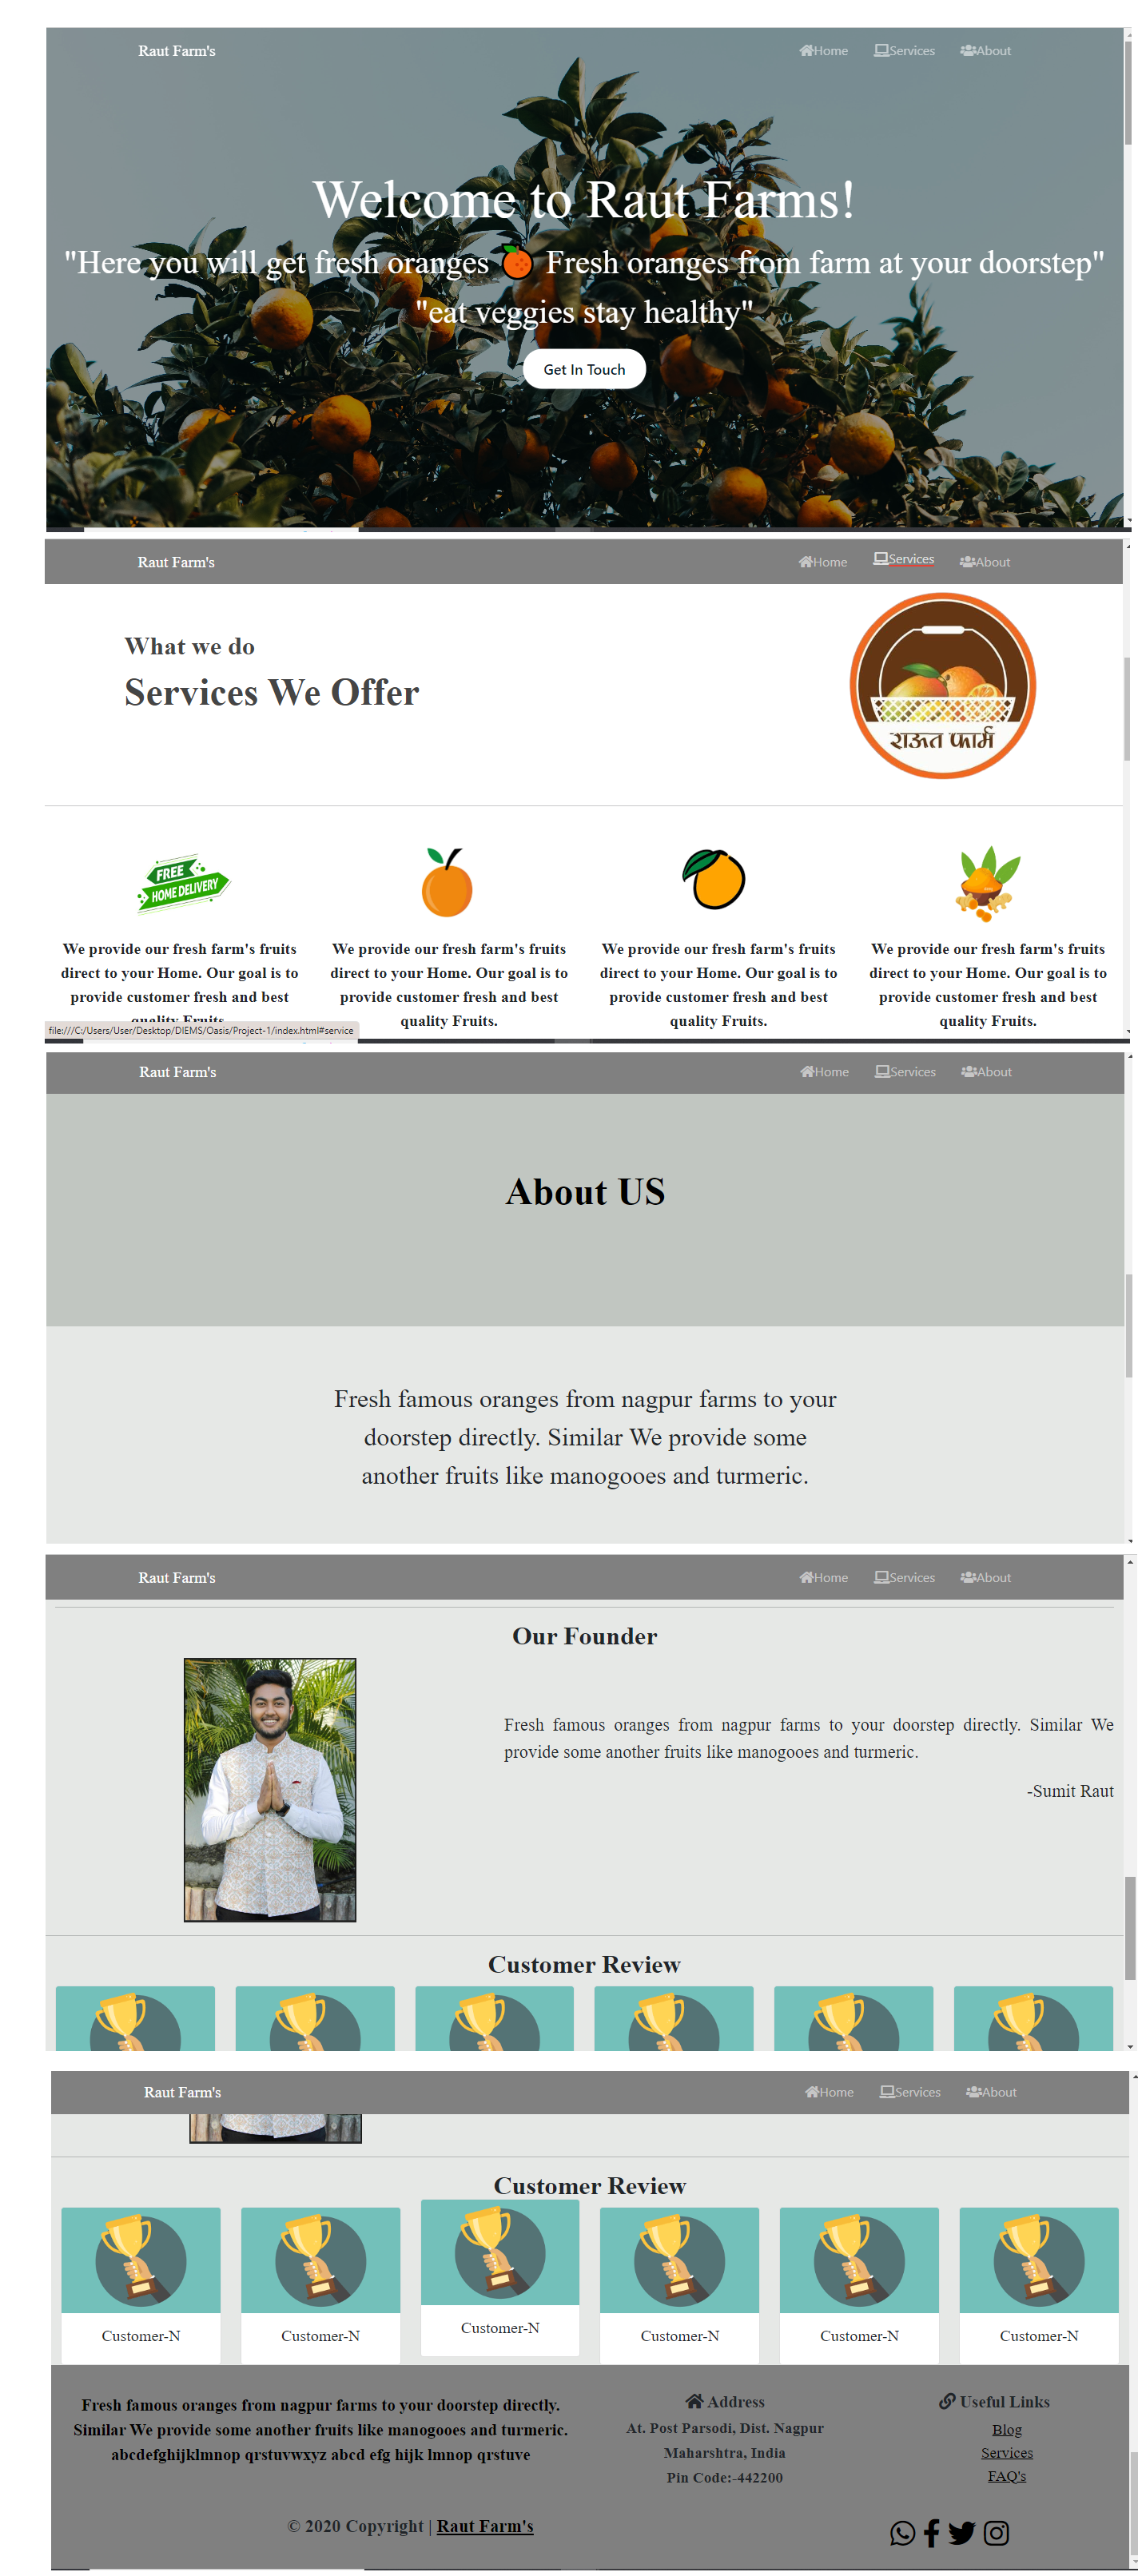 Raut Farm's
Home Services About
Welcome to Raut Farms!
"Here you will get fresh oranges Fresh oranges from farm at your doorstep"
"eat veggies stay healthy"
Get In Touch
Raut Farm's
Home Services About
What we do
Services We Offer
राऊत फार्म
FREE
HOME DELIVERY
We provide our fresh farm's fruits
direct to your Home. Our goal is to
provide customer fresh and best
quality Fruits.
We provide our fresh farm's fruits
direct to your Home. Our goal is to
provide customer fresh and best
quality Fruits.
We provide our fresh farm's fruits
direct to your Home. Our goal is to
provide customer fresh and best
quality Fruits.
We provide our fresh farm's fruits
direct to your Home. Our goal is to
provide customer fresh and best
quality Fruits.
file:///C:/Users/User/Desktop/DIEMS/Oasis/Project-1/index.html#service
Raut Farm's
Home Services About
About US
Fresh famous oranges from nagpur farms to your
doorstep directly. Similar We provide some
another fruits like manogooes and turmeric.
Raut Farm's
Home Services About
Our Founder
Fresh famous oranges from nagpur farms to your doorstep directly. Similar We
provide some another fruits like manogooes and turmeric.
-Sumit Raut
Customer Review
Raut Farm's
Home Services About
Customer Review
Customer-N
Customer-N
Customer-N
Customer-N
Customer-N
Customer-N
Fresh famous oranges from nagpur farms to your doorstep directly.
Similar We provide some another fruits like manogooes and turmeric.
abcdefghijklmnop qrstuvwxyz abcd efg hijk lmnop qrstuve
Address
At. Post Parsodi, Dist. Nagpur
Maharshtra, India
Pin Code:-442200
Useful Links
Blog
Services
FAQ's
© 2020 Copyright | Raut Farm's